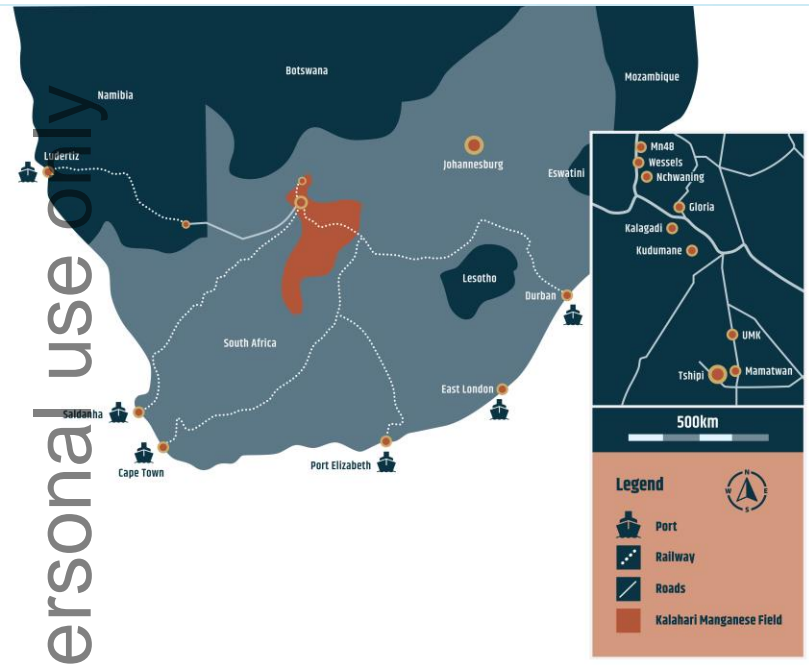 ersonal use only
Namibia
Botswana
Mozambique
Ludertiz
Johannesburg
Eswatini
Lesotho
Durban
South Africa
East London
Saldanha
Cape Town
Port Elizabeth
Mn48
Wessels
Nchwaning
Gloria
Kalagadi
Kudumane
UMK
Tshipi
Mamatwan
500km
Legend
N
W
E
S
Port
Railway
Roads
Kalahari Manganese Field